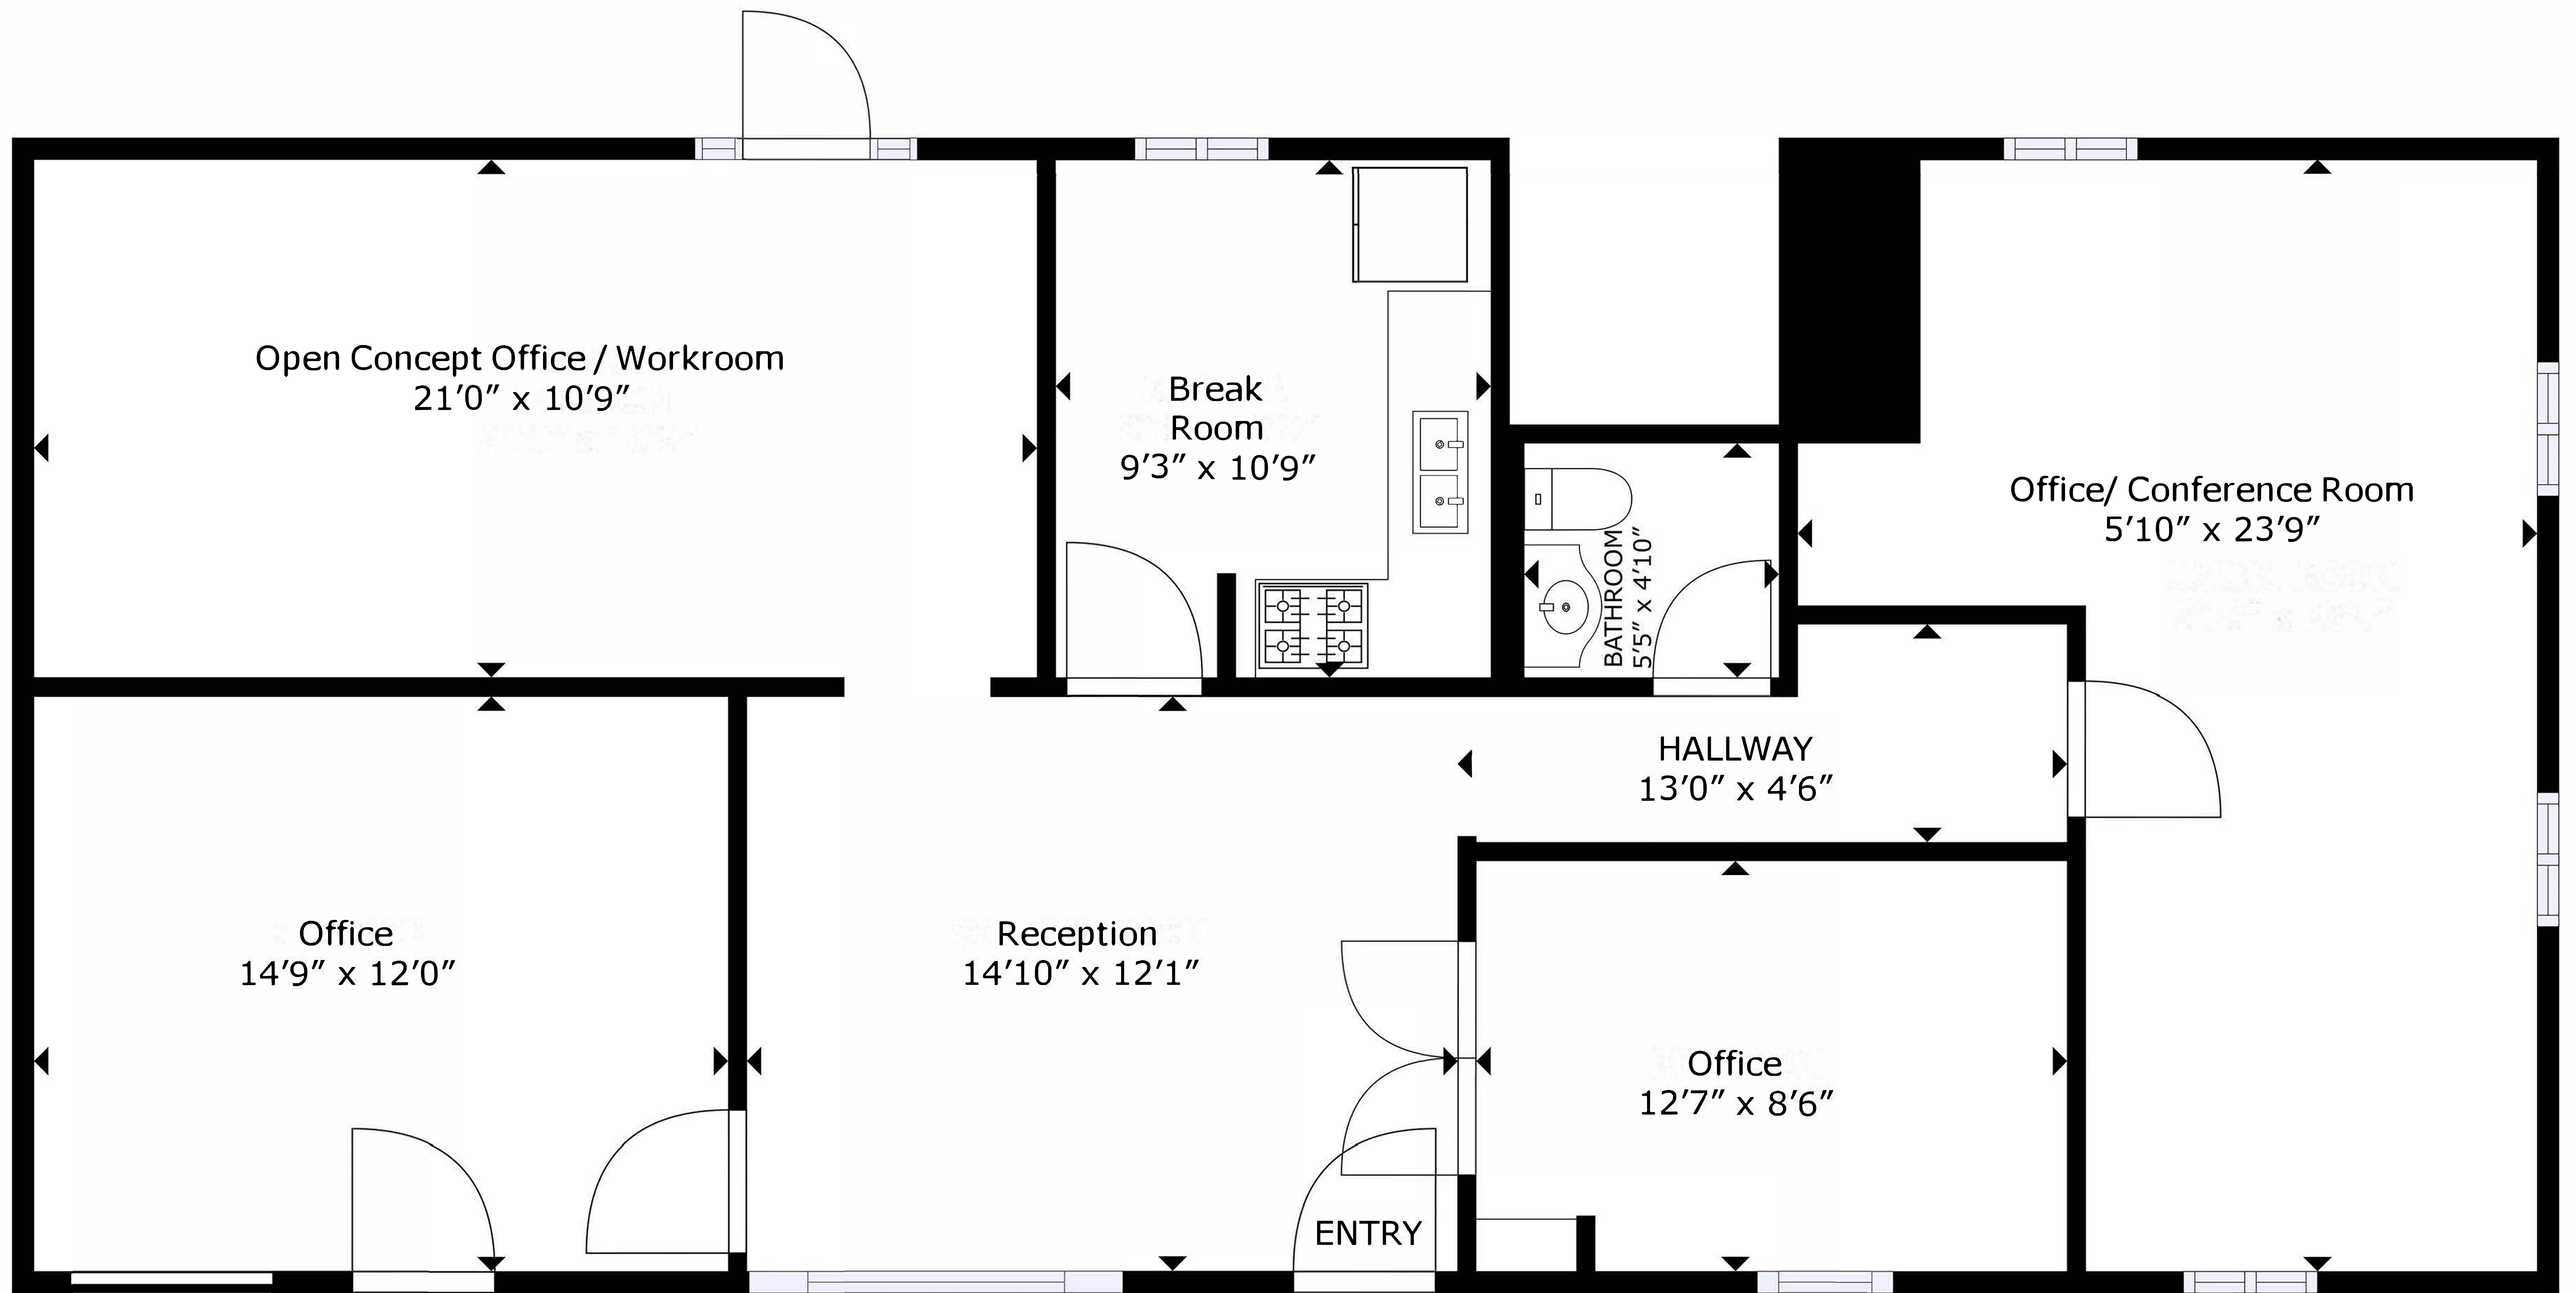 Open Concept Office / Workroom
21'0" x 10'9"
Break
Room
9'3" x 10'9"
BATHROOM
5'5" x 4'10"
Office/ Conference Room
5'10" x 23'9"
HALLWAY
13'0" x 4'6"
Office
14'9" x 12'0"
Reception
14'10" x 12'1"
Office
12'7" x 8'6"
ENTRY